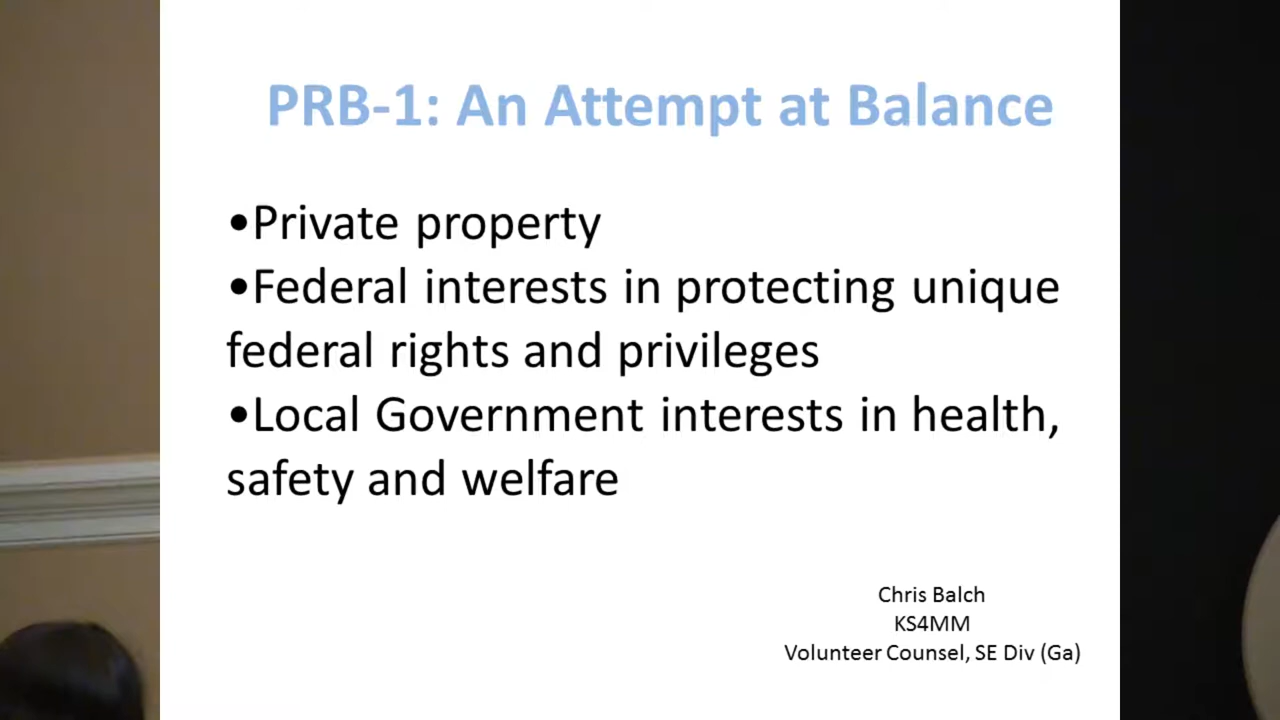 PRB-1: An Attempt at Balance
•Private property
•Federal interests in protecting unique
federal rights and privileges
•Local Government interests in health,
safety and welfare
Chris Balch
KS4MM
Volunteer Counsel, SE Div (Ga)